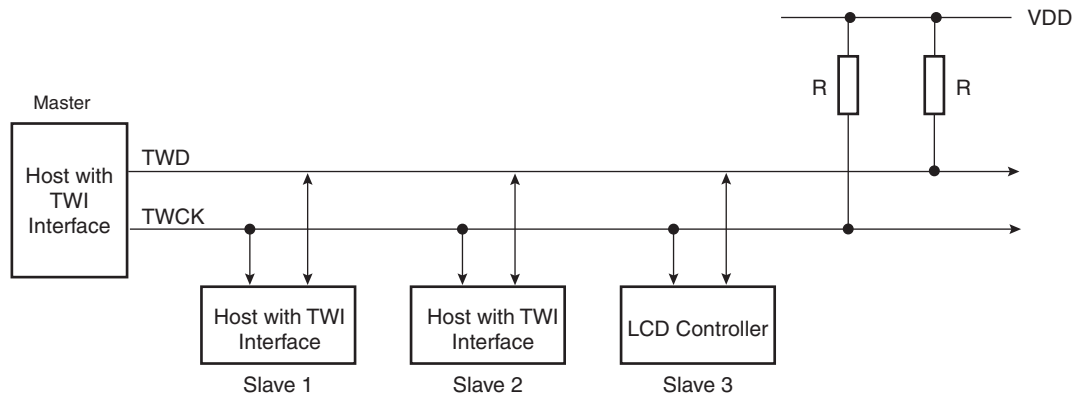 VDD
R
R
Master
Host with
TWI
Interface
TWD
TWCK
Host with TWI
Interface
Slave 1
Host with TWI
Interface
Slave 2
LCD Controller
Slave 3